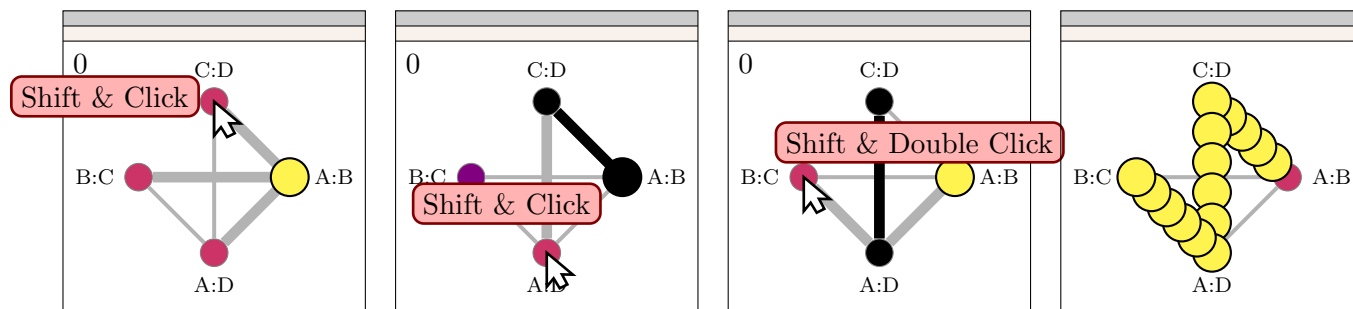 0
C:D
Shift & Click
B:C
A:B
A:D
0
C:D
B:C
A:B
Shift & Click
A:D
0
C:D
Shift & Double Click
B:C
A:B
A:D
C:D
B:C
A:B
A:D